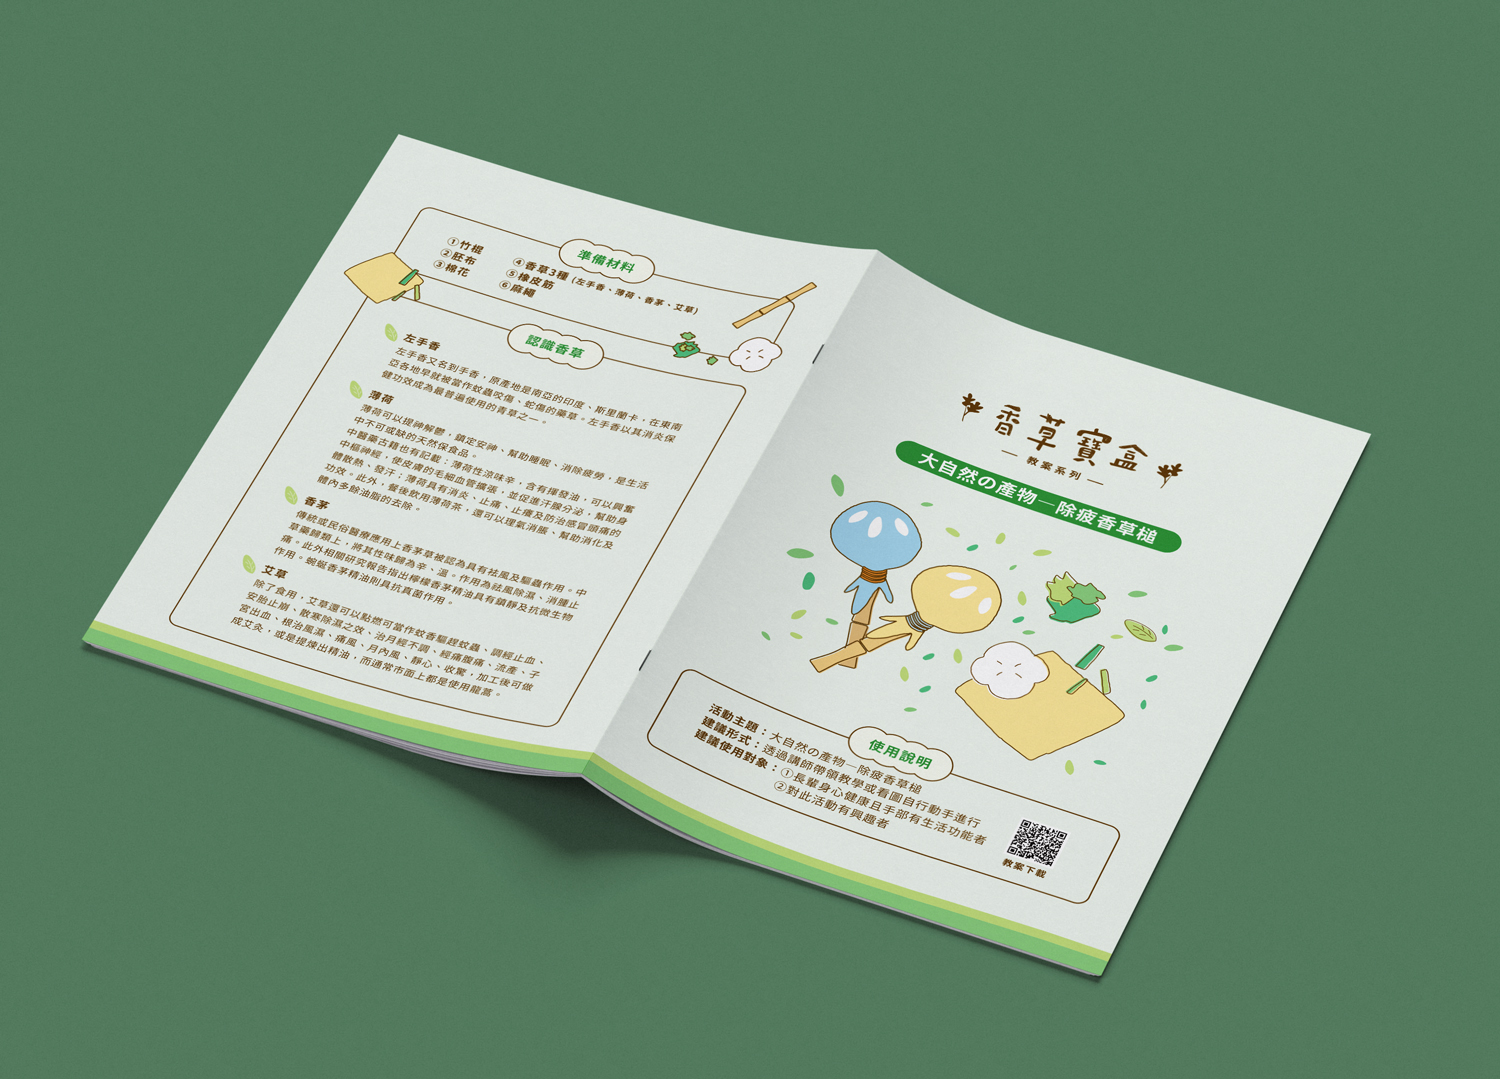 準備材料
①竹棍
②胚布
③棉花
④香草3種 (左手香、薄荷、香茅、艾草)
⑤橡皮筋
⑥麻繩
認識香草
左手香
左手香又名到手香，原產地是南亞的印度、斯里蘭卡，在東南
亞各地早就被當作蚊蟲咬傷、蛇傷的藥草。左手香以其消炎保
健功效成為最普遍使用的青草之一。
薄荷
薄荷可以提神解鬱，鎮定安神、幫助睡眠、消除疲勞，是生活
中不可或缺的天然保食品。
中醫藥古籍也有記載：薄荷性涼味辛，含有揮發油，可以興奮
中樞神經，使皮膚的毛細血管擴張，並促進汗腺分泌，幫助身
體散熱、發汗；薄荷具有消炎、止痛、止癢及防治感冒頭痛的
功效。此外，餐後飲用薄荷茶，還可以理氣消脹、幫助消化及
體內多餘油脂的去除。
香茅
傳統或民俗醫療應用上香茅草被認為具有祛風及驅蟲作用。中
草藥歸類上，將其性味歸為辛、溫。作用為祛風除濕、消腫止
痛。此外相關研究報告指出檸檬香茅精油具有鎮靜及抗微生物
作用。蜿蜒香茅精油則具抗真菌作用。
艾草
除了食用，艾草還可以點燃可當作蚊香驅趕蚊蟲、調經止血、
安胎止崩、散寒除濕之效、治月經不調、經痛腹痛、流產、子
宮出血、根治風濕、痛風、月內風、靜心、收驚，加工後可做
成艾灸，或是提煉出精油，而通常市面上都是使用龍蒿。
香草寶盒
— 教案系列 —
大自然の產物—除疲香草槌
使用說明
活動主題：大自然の產物—除疲香草槌
建議形式：透過講師帶領教學或看圖自行動手進行
建議使用對象：①長輩身心健康且手部有生活功能者
②對此活動有興趣者
教案下載